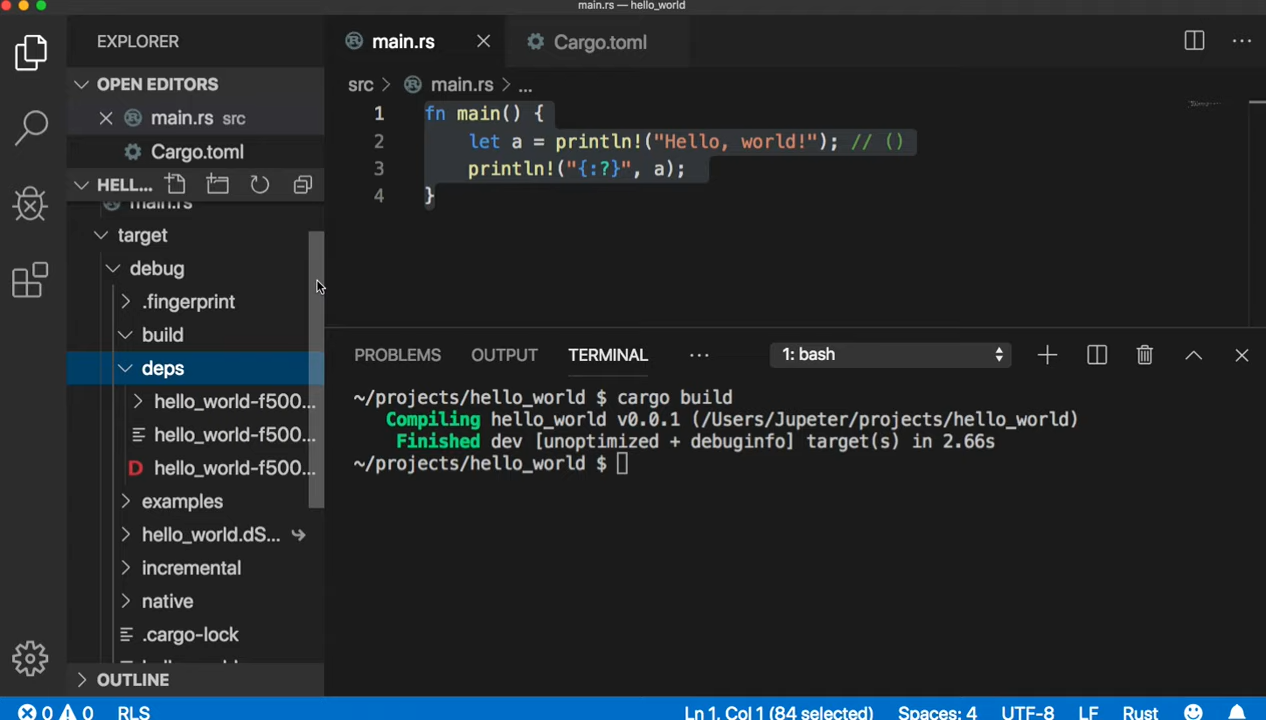 main.rs — hello_world
EXPLORER
OPEN EDITORS
main.rs src
Cargo.toml
HELL...
main.rs
target
debug
.fingerprint
build
deps
hello_world-f500...
hello_world-f500...
D hello_world-f500...
examples
hello_world.dS...
incremental
native
.cargo-lock
OUTLINE
main.rs
Cargo.toml
src > main.rs > ...
1 fn main() {
2 let a = println!("Hello, world!"); // ()
3 println!("{:?}", a);
4 }
PROBLEMS OUTPUT TERMINAL ... 1: bash
~/projects/hello_world $ cargo build
Compiling hello_world v0.0.1 (/Users/Jupeter/projects/hello_world)
Finished dev [unoptimized + debuginfo] target(s) in 2.66s
~/projects/hello_world $
0 0 RLS Ln 1, Col 1 (84 selected) Spaces: 4 UTF-8 LF Rust